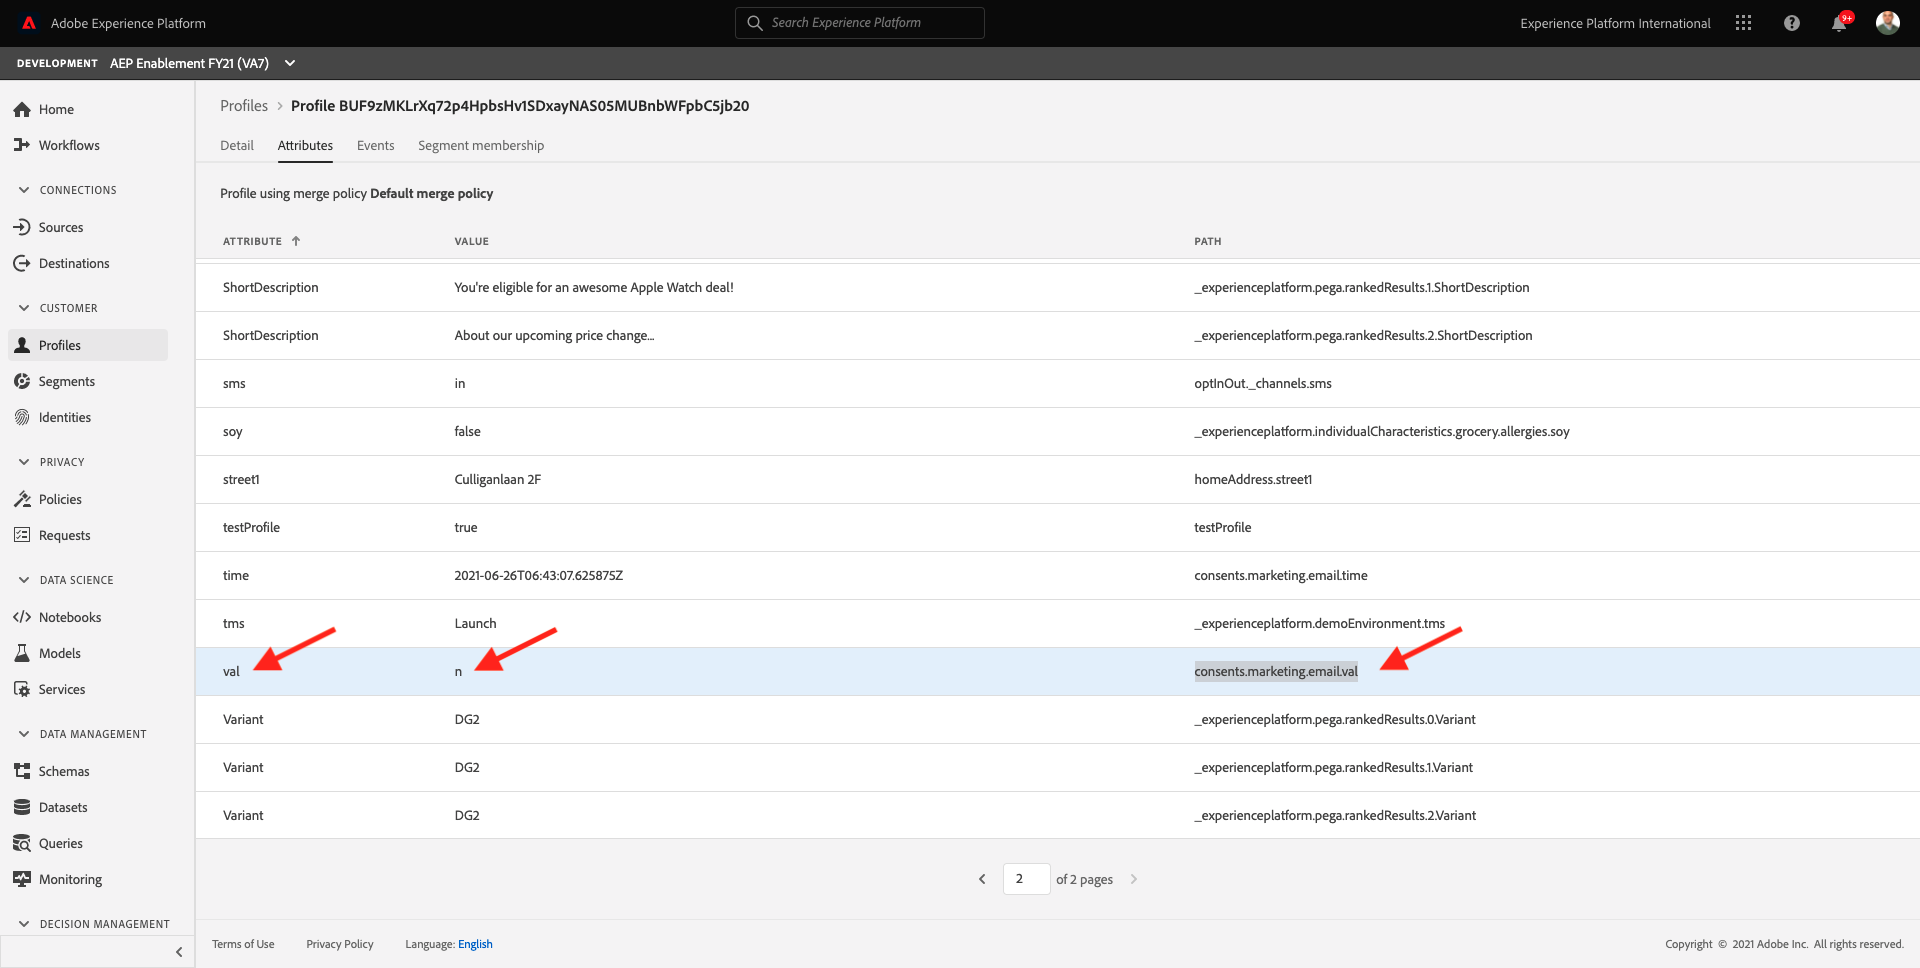 Adobe Experience Platform
Search Experience Platform
Experience Platform International
9+
DEVELOPMENT AEP Enablement FY21 (VA7)
Home
Workflows
CONNECTIONS
Sources
Destinations
CUSTOMER
Profiles
Segments
Identities
PRIVACY
Policies
Requests
DATA SCIENCE
Notebooks
Models
Services
DATA MANAGEMENT
Schemas
Datasets
Queries
Monitoring
DECISION MANAGEMENT
Profiles > Profile BUF9zMKLrXq72p4HpbsHv1SDxayNAS05MUBnbWFpbC5jb20
Detail Attributes Events Segment membership
Profile using merge policy Default merge policy
ATTRIBUTE VALUE PATH
ShortDescription You're eligible for an awesome Apple Watch deal! _experienceplatform.pega.rankedResults.1.ShortDescription
ShortDescription About our upcoming price change... _experienceplatform.pega.rankedResults.2.ShortDescription
sms in optInOut._channels.sms
soy false _experienceplatform.individualCharacteristics.grocery.allergies.soy
street1 Culliganlaan 2F homeAddress.street1
testProfile true testProfile
time 2021-06-26T06:43:07.625875Z consents.marketing.email.time
tms Launch _experienceplatform.demoEnvironment.tms
val n consents.marketing.email.val
Variant DG2 _experienceplatform.pega.rankedResults.0.Variant
Variant DG2 _experienceplatform.pega.rankedResults.1.Variant
Variant DG2 _experienceplatform.pega.rankedResults.2.Variant
2 of 2 pages
Terms of Use Privacy Policy Language: English
Copyright © 2021 Adobe Inc. All rights reserved.